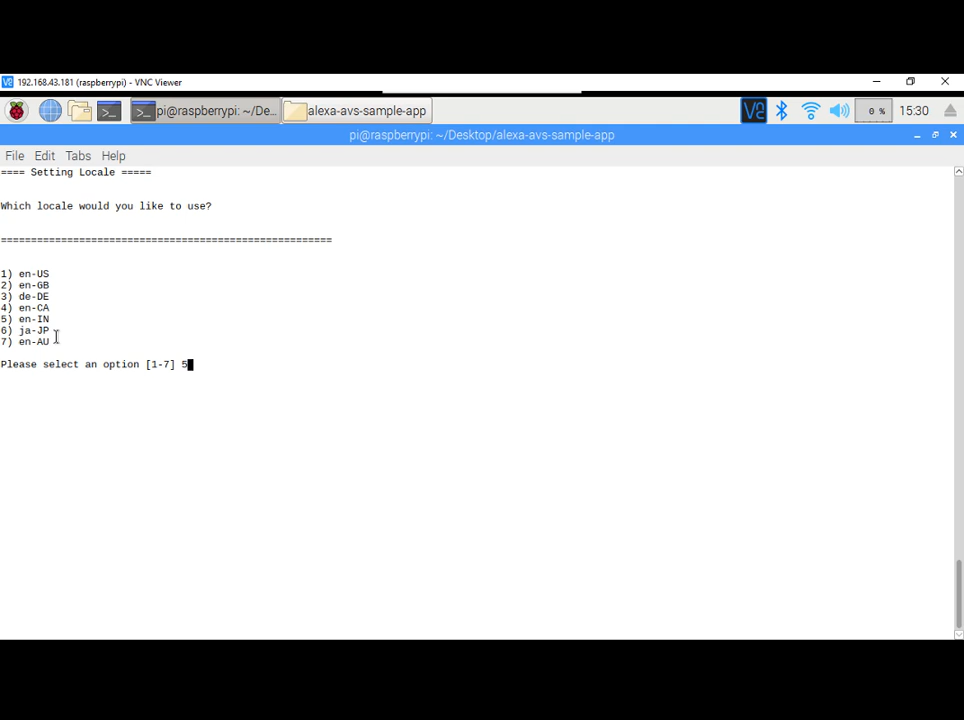 192.168.43.181 (raspberrypi) - VNC Viewer
pi@raspberrypi: ~/De... alexa-avs-sample-app 0 % 15:30
pi@raspberrypi: ~/Desktop/alexa-avs-sample-app
File Edit Tabs Help
==== Setting Locale =====
Which locale would you like to use?
=======================================================
1) en-US
2) en-GB
3) de-DE
4) en-CA
5) en-IN
6) ja-JP
7) en-AU
Please select an option [1-7] 5